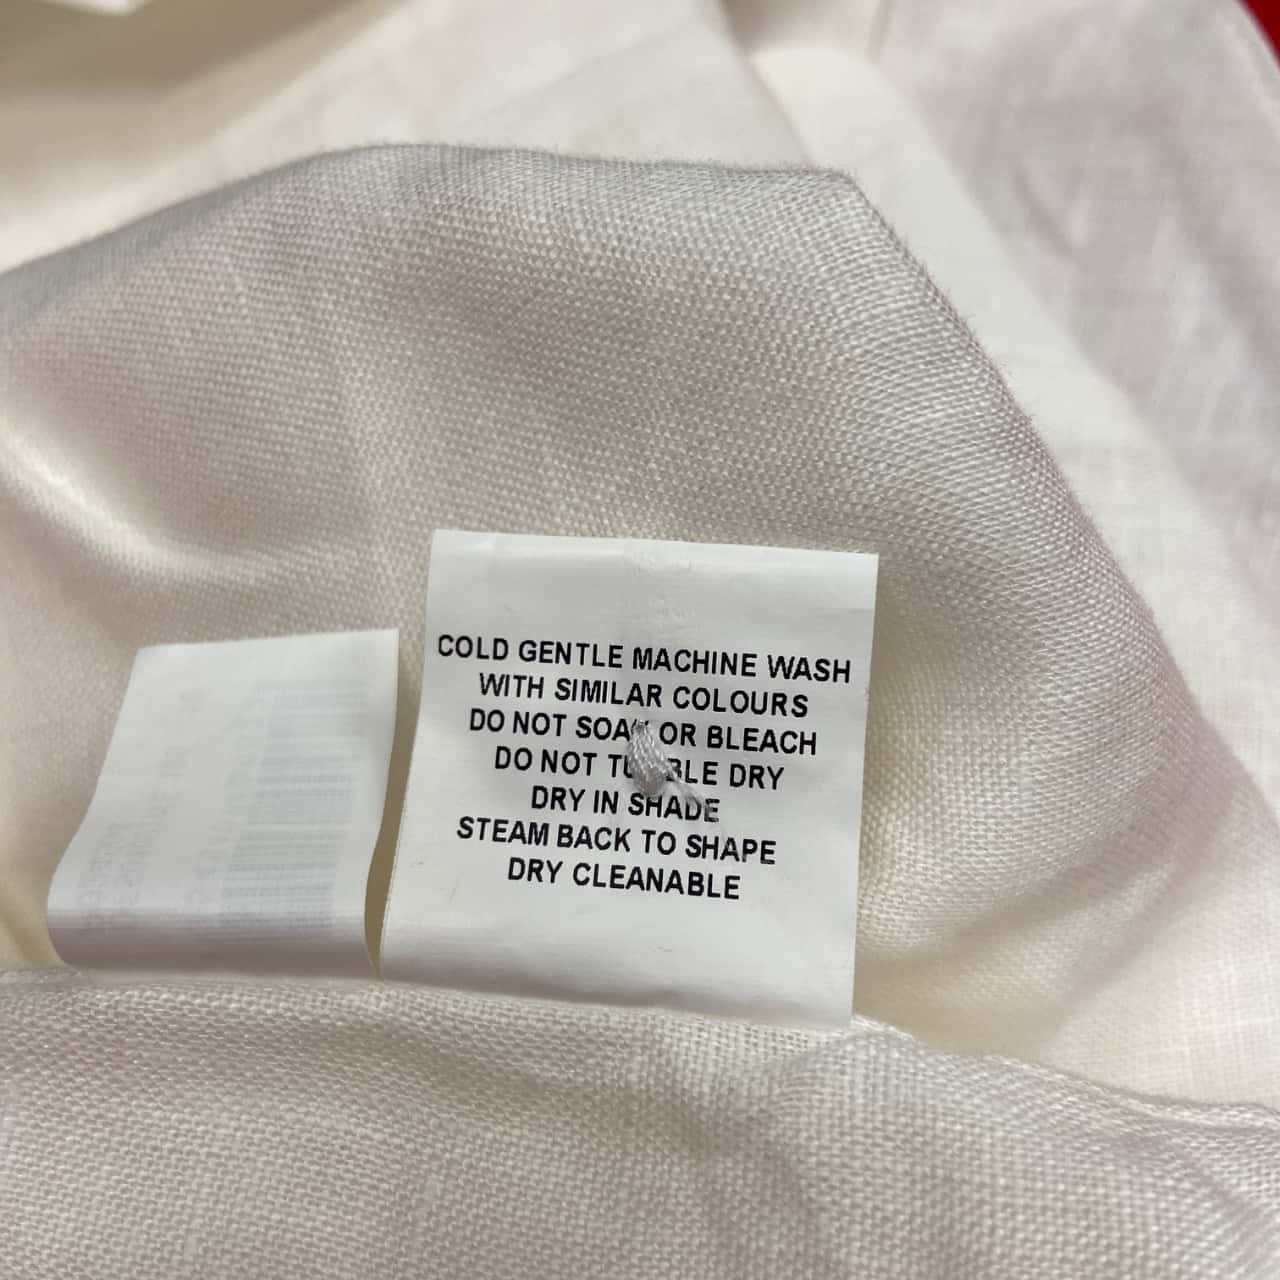 COLD GENTLE MACHINE WASH
WITH SIMILAR COLOURS
DO NOT SOAK OR BLEACH
DO NOT TUMBLE DRY
DRY IN SHADE
STEAM BACK TO SHAPE
DRY CLEANABLE